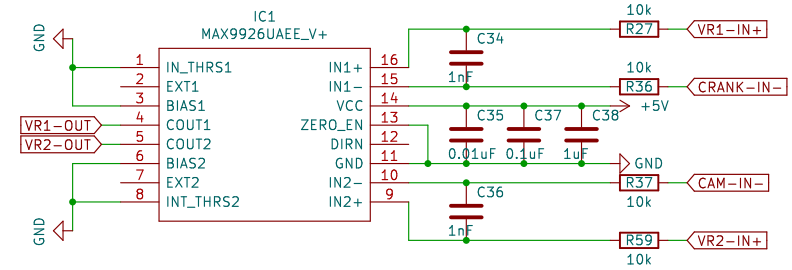 IC1
MAX9926UAEE_V+
GND
1 IN_THRS1
2 EXT1
3 BIAS1
4 COUT1
5 COUT2
6 BIAS2
7 EXT2
8 INT_THRS2
VR1-OUT
VR2-OUT
GND
IN1+ 16
IN1- 15
VCC 14
ZERO_EN 13
DIRN 12
GND 11
IN2- 10
IN2+ 9
C34
1nF
10k
R27 VR1-IN+
10k
R36 CRANK-IN-
C35
0.01uF
C37
0.1uF
C38
1uF
+5V
GND
C36
1nF
R37 CAM-IN-
10k
R59 VR2-IN+
10k